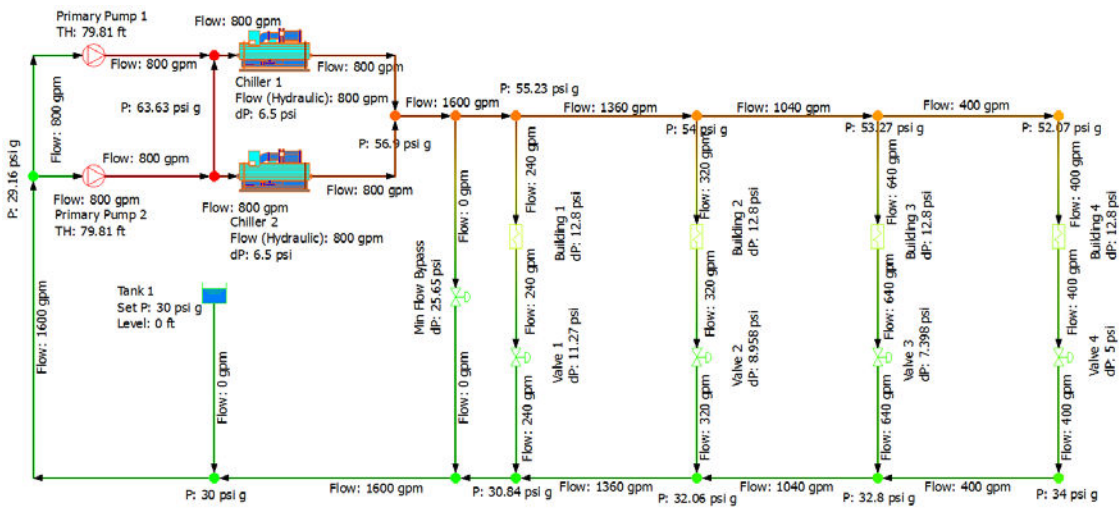 Primary Pump 1
TH: 79.81 ft
Flow: 800 gpm
Flow: 800 gpm
Flow: 800 gpm
Chiller 1
Flow (Hydraulic): 800 gpm
dP: 6.5 psi
Flow: 800 gpm
P: 63.63 psi g
P: 29.16 psi g
Flow: 800 gpm
Flow: 800 gpm
Primary Pump 2
TH: 79.81 ft
Flow: 800 gpm
Flow: 800 gpm
Chiller 2
Flow (Hydraulic): 800 gpm
dP: 6.5 psi
Flow: 800 gpm
P: 56.9 psi g
Flow: 1600 gpm
P: 55.23 psi g
Flow: 1360 gpm
P: 54 psi g
Flow: 1040 gpm
P: 53.27 psi g
Flow: 400 gpm
P: 52.07 psi g
Flow: 1600 gpm
Tank 1
Set P: 30 psi g
Level: 0 ft
Flow: 0 gpm
Flow: 0 gpm
Min Flow Bypass
dP: 25.65 psi
Flow: 0 gpm
Flow: 240 gpm
Building 1
dP: 12.8 psi
Flow: 240 gpm
Valve 1
dP: 11.27 psi
Flow: 240 gpm
Flow: 320 gpm
Building 2
dP: 12.8 psi
Flow: 320 gpm
Valve 2
dP: 8.958 psi
Flow: 320 gpm
Flow: 640 gpm
Building 3
dP: 12.8 psi
Flow: 640 gpm
Valve 3
dP: 7.398 psi
Flow: 640 gpm
Flow: 400 gpm
Building 4
dP: 12.8 psi
Flow: 400 gpm
Valve 4
dP: 5 psi
Flow: 400 gpm
P: 30 psi g
Flow: 1600 gpm
P: 30.84 psi g
Flow: 1360 gpm
P: 32.06 psi g
Flow: 1040 gpm
P: 32.8 psi g
Flow: 400 gpm
P: 34 psi g